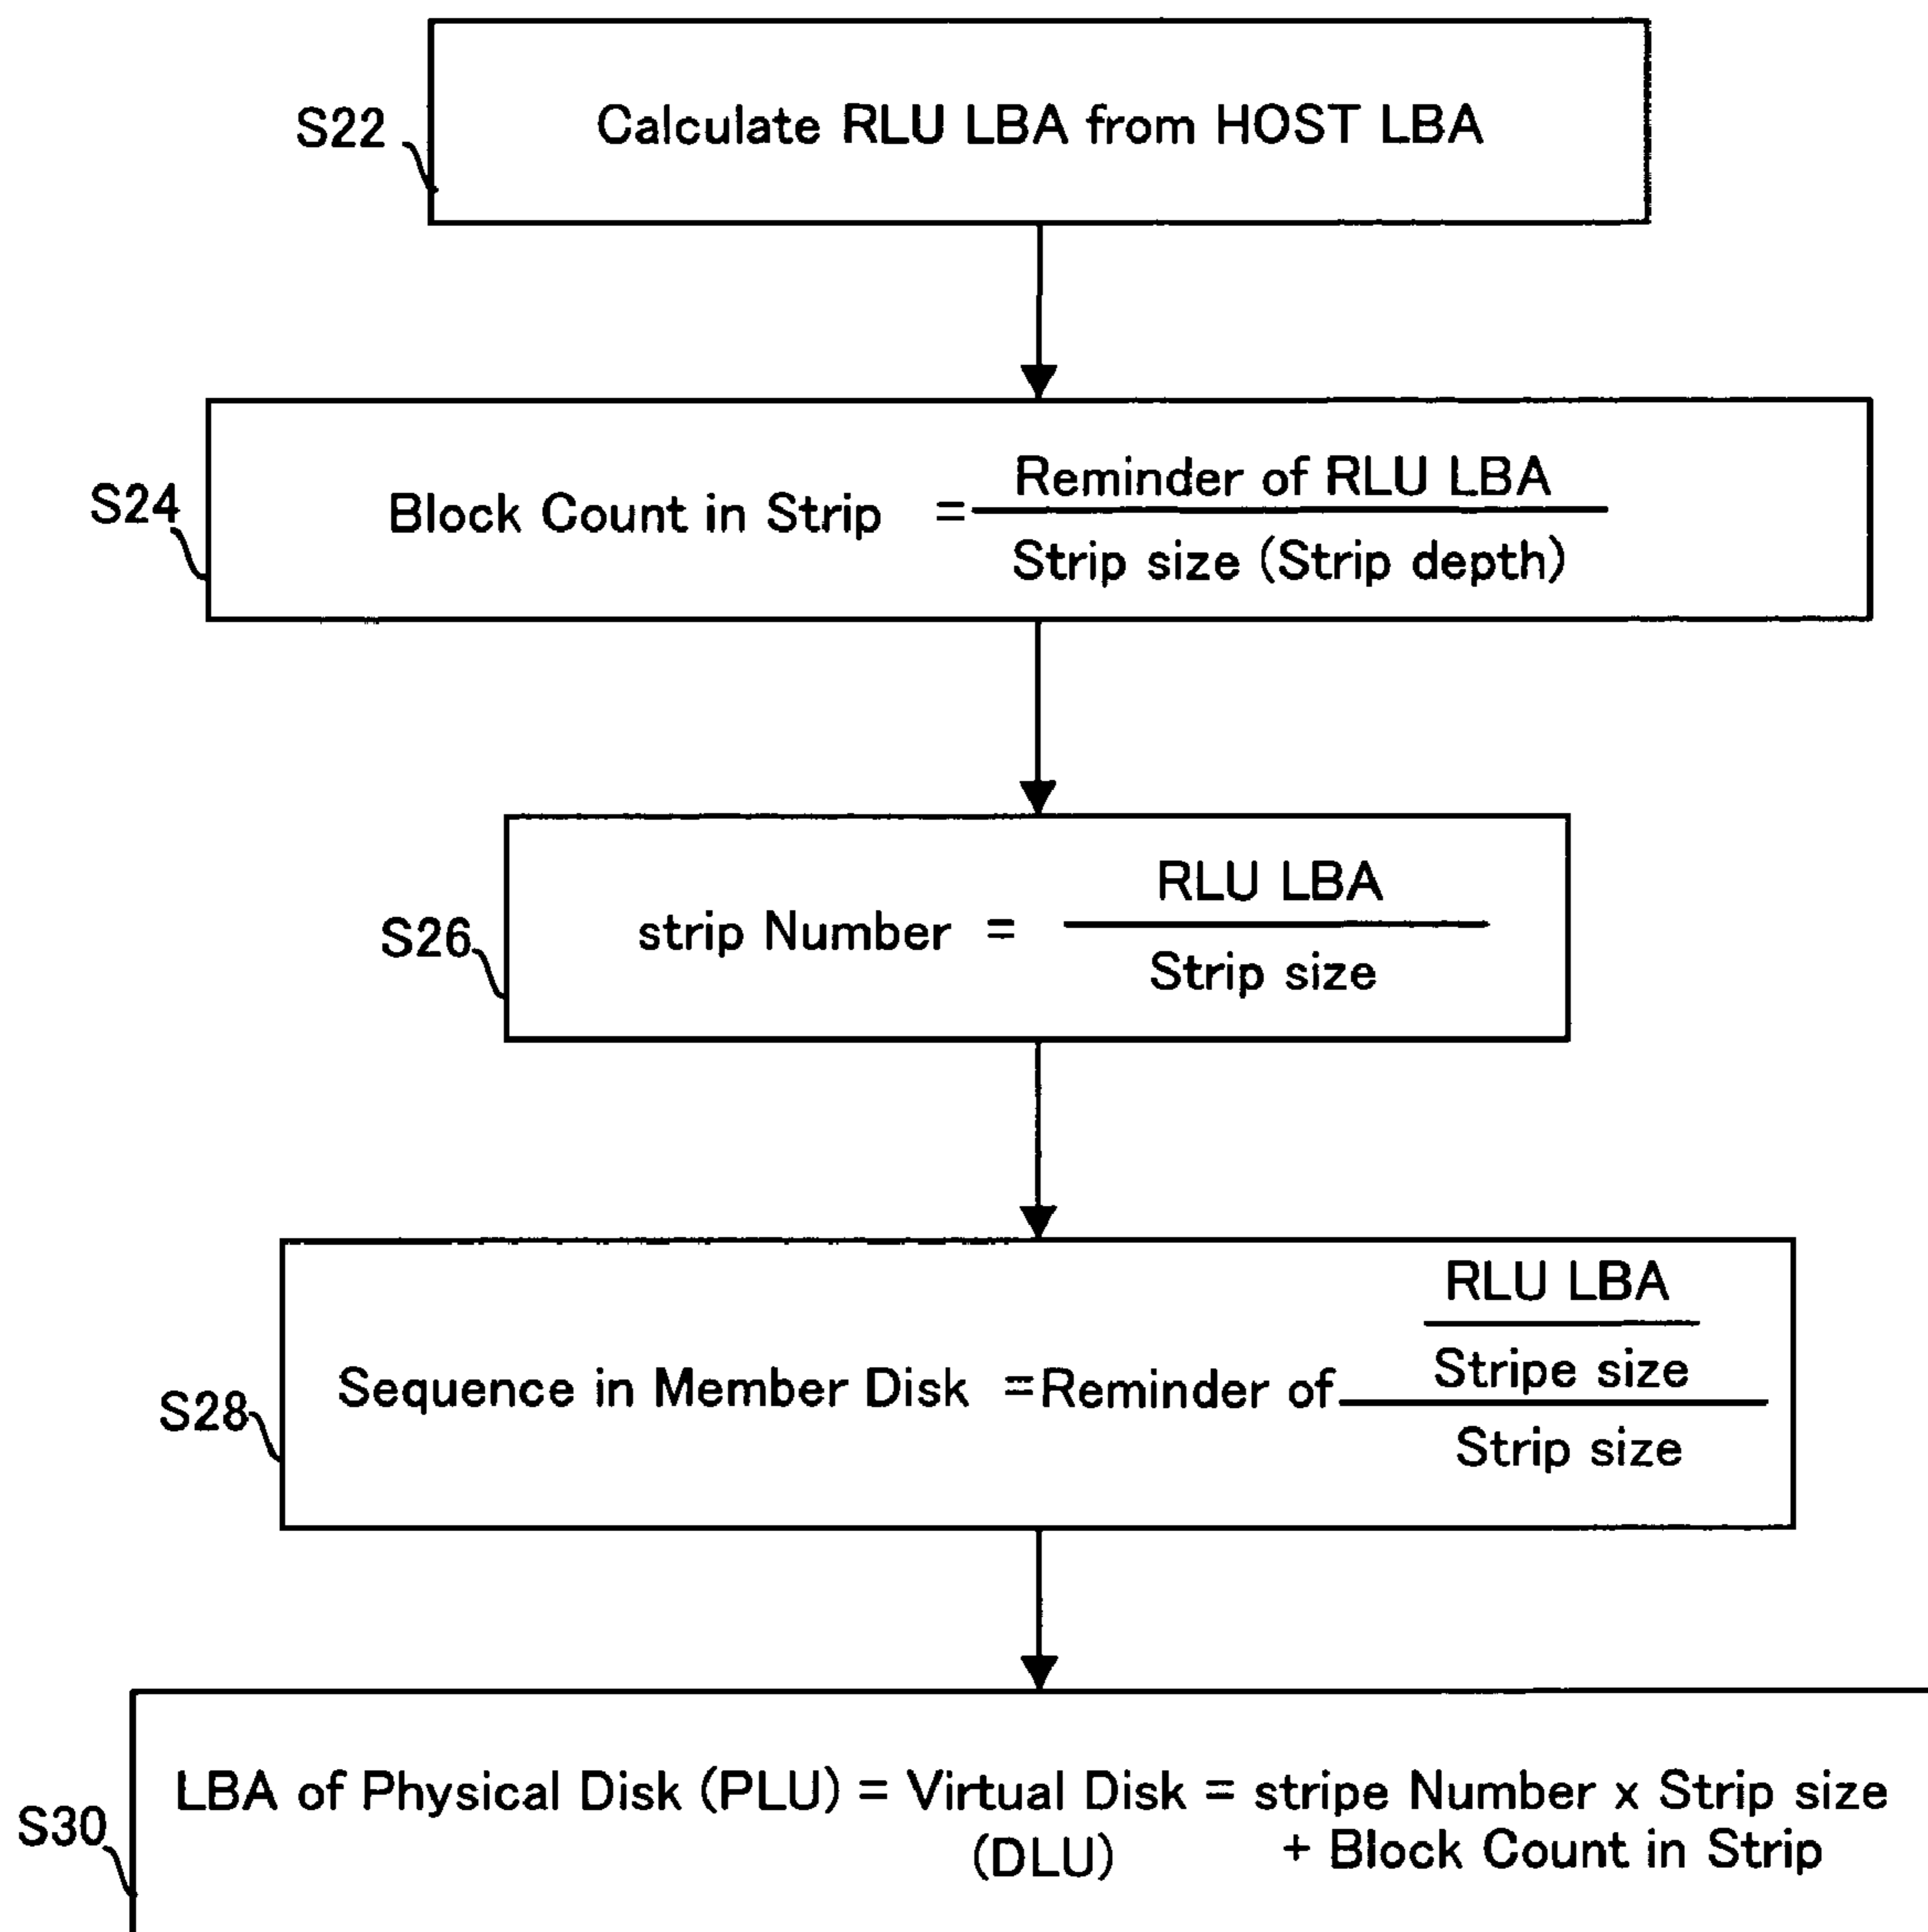 S22
Calculate RLU LBA from HOST LBA
S24
Block Count in Strip =
Reminder of RLU LBA
Strip size (Strip depth)
S26
strip Number =
RLU LBA
Strip size
S28
Sequence in Member Disk =Reminder of
RLU LBA
Stripe size
Strip size
S30
LBA of Physical Disk (PLU) = Virtual Disk = stripe Number x Strip size
(DLU) + Block Count in Strip